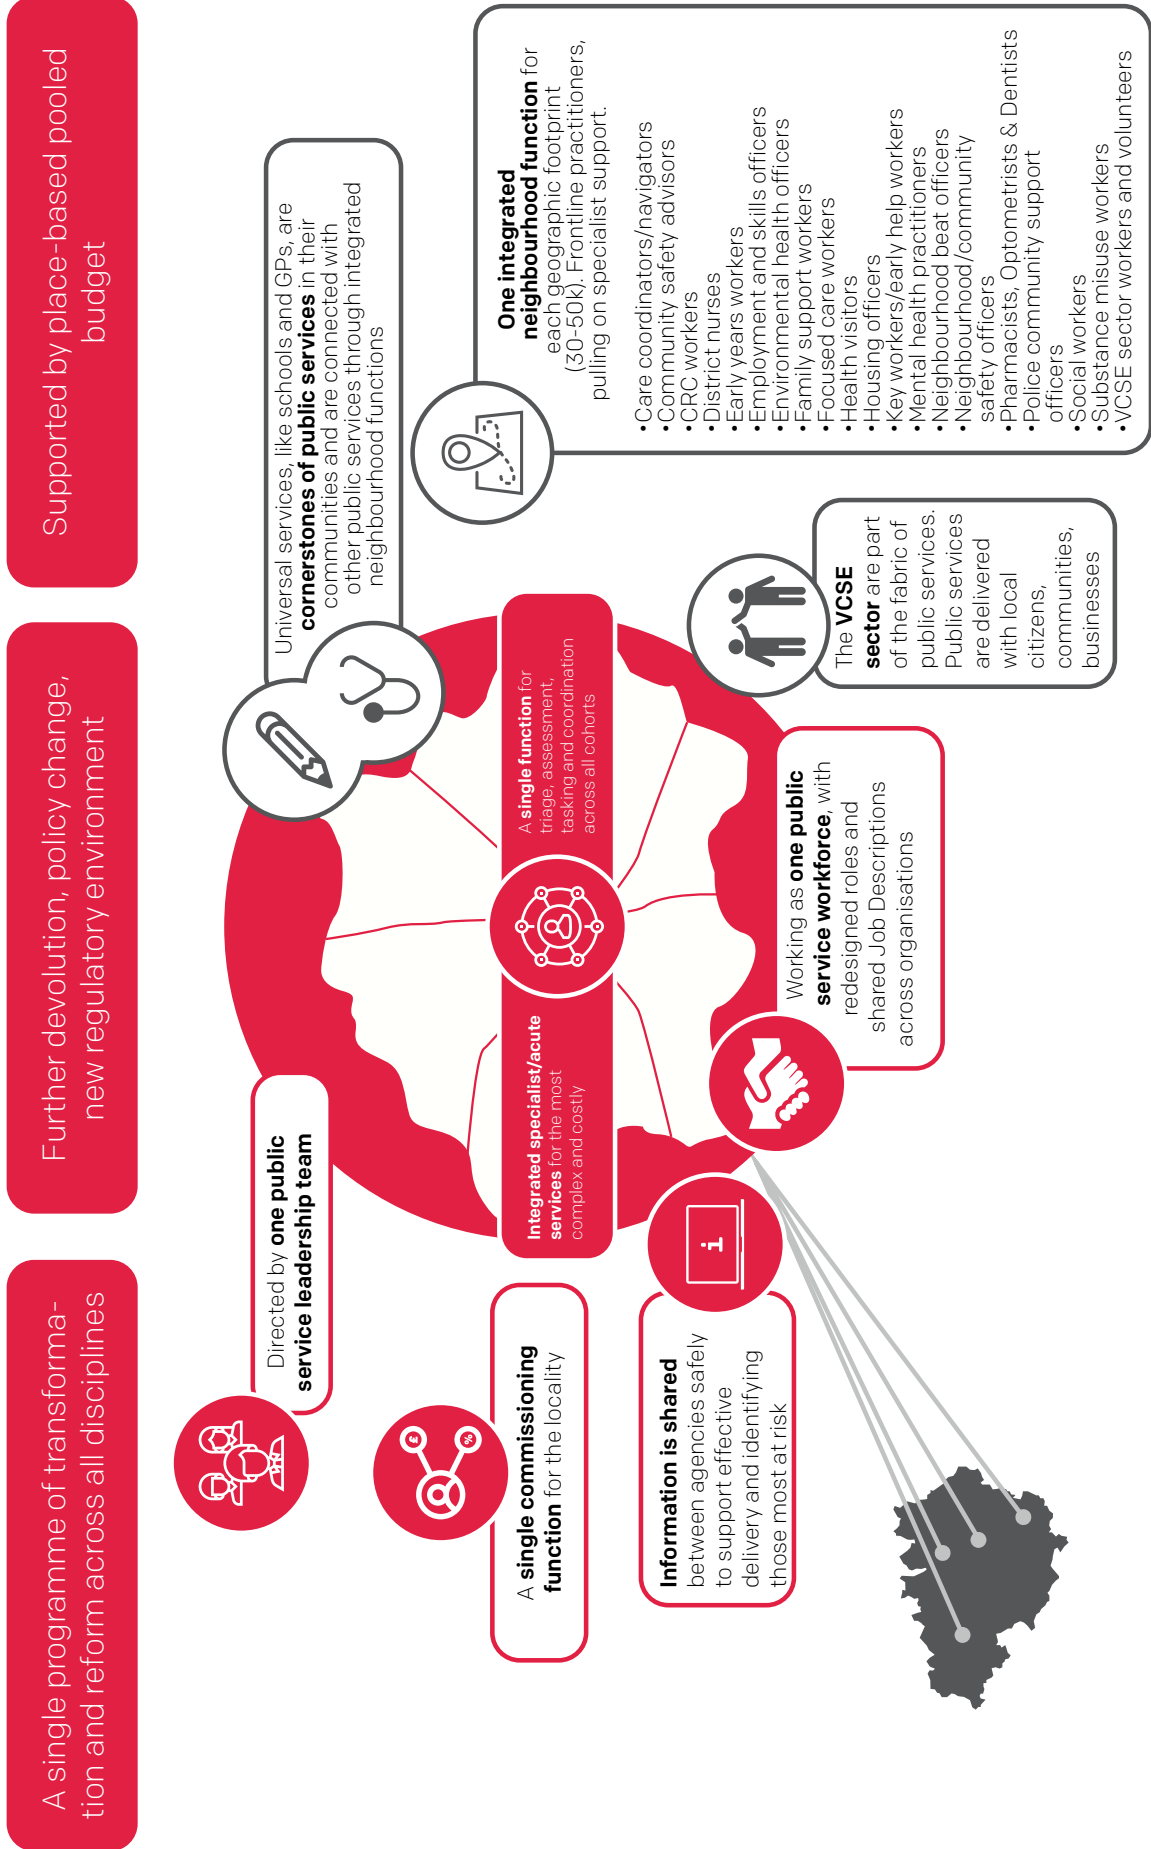 A single programme of transforma-
tion and reform across all disciplines
Further devolution, policy change,
new regulatory environment
Supported by place-based pooled
budget
Directed by one public
service leadership team
A single commissioning
function for the locality
Information is shared
between agencies safely
to support effective
delivery and identifying
those most at risk
Integrated specialist/acute
services for the most
complex and costly
A single function for
triage, assessment,
tasking and coordination
across all cohorts
Working as one public
service workforce, with
redesigned roles and
shared Job Descriptions
across organisations
Universal services, like schools and GPs, are
cornerstones of public services in their
communities and are connected with
other public services through integrated
neighbourhood functions
The VCSE
sector are part
of the fabric of
public services.
Public services
are delivered
with local
citizens,
communities,
businesses
One integrated
neighbourhood function for
each geographic footprint
(30-50k). Frontline practitioners,
pulling on specialist support.
• Care coordinators/navigators
• Community safety advisors
• CRC workers
• District nurses
• Early years workers
• Employment and skills officers
• Environmental health officers
• Family support workers
• Focused care workers
• Health visitors
• Housing officers
• Key workers/early help workers
• Mental health practitioners
• Neighbourhood beat officers
• Neighbourhood/community
safety officers
• Pharmacists, Optometrists & Dentists
• Police community support
officers
• Social workers
• Substance misuse workers
• VCSE sector workers and volunteers
£
%
i